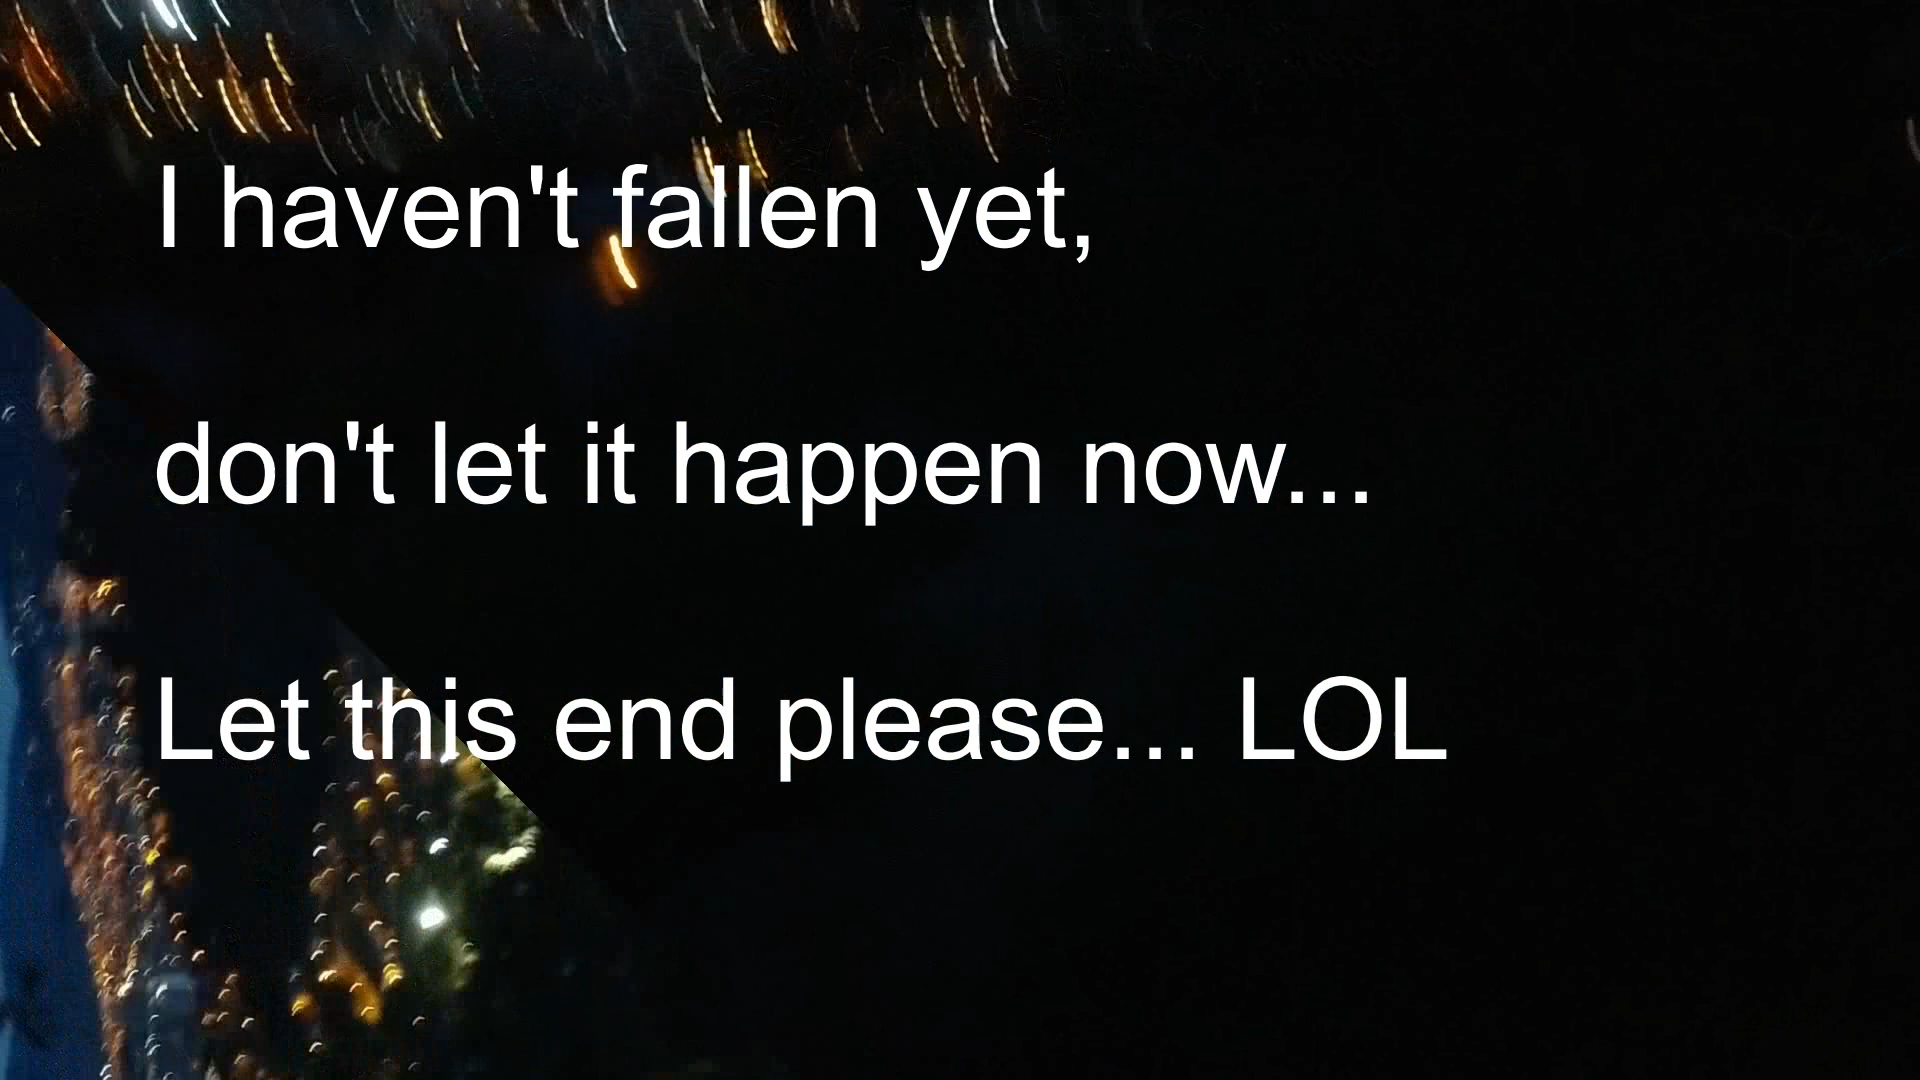 I haven't fallen yet,
don't let it happen now...
Let this end please... LOL